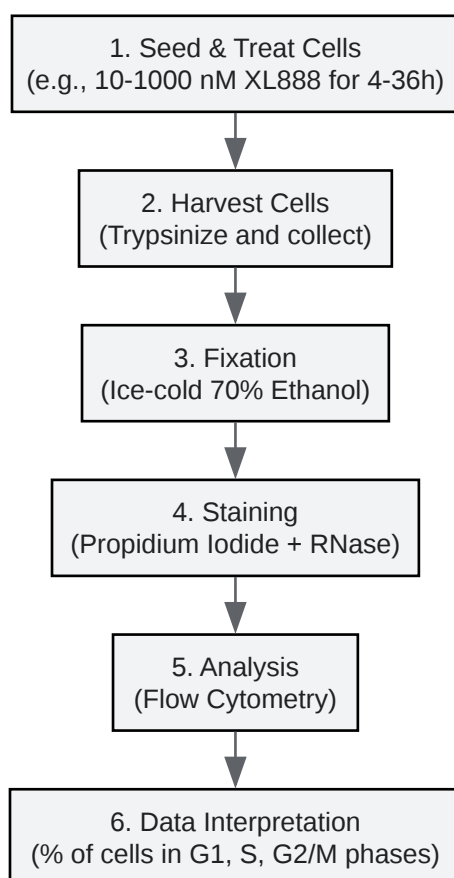 1. Seed & Treat Cells
(e.g., 10-1000 nM XL888 for 4-36h)
2. Harvest Cells
(Trypsinize and collect)
3. Fixation
(Ice-cold 70% Ethanol)
4. Staining
(Propidium Iodide + RNase)
5. Analysis
(Flow Cytometry)
6. Data Interpretation
(% of cells in G1, S, G2/M phases)